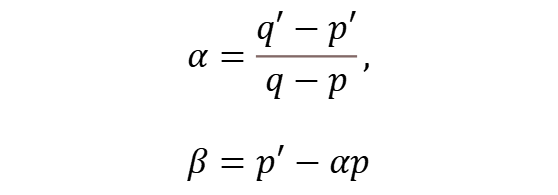 α = (q′ − p′) / (q − p),
β = p′ − αp